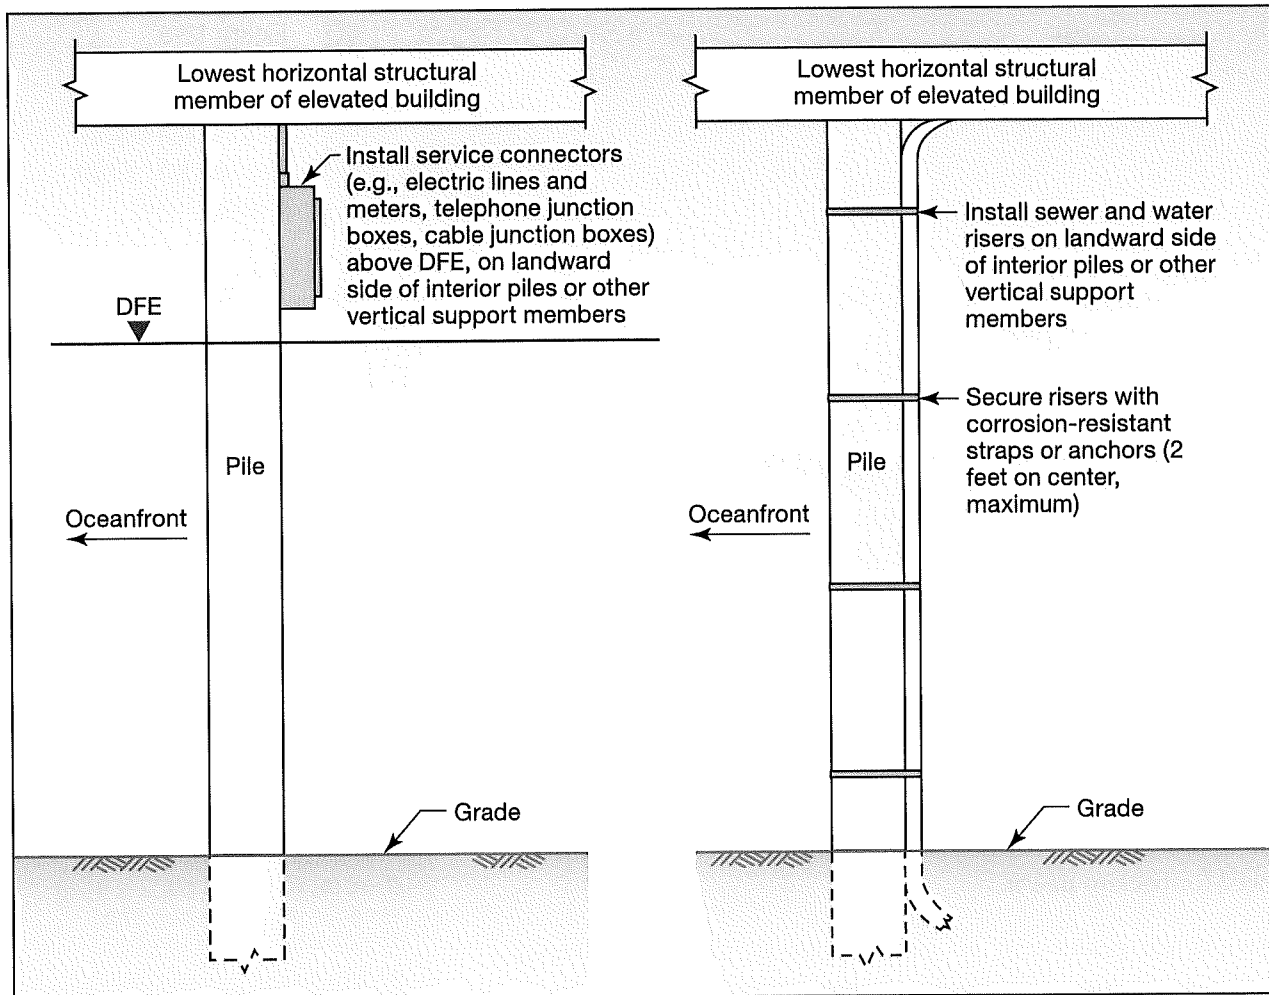 Lowest horizontal structural
member of elevated building
Install service connectors
(e.g., electric lines and
meters, telephone junction
boxes, cable junction boxes)
above DFE, on landward
side of interior piles or other
vertical support members
DFE
Pile
Oceanfront
Grade
Lowest horizontal structural
member of elevated building
Install sewer and water
risers on landward side
of interior piles or other
vertical support
members
Secure risers with
corrosion-resistant
straps or anchors (2
feet on center,
maximum)
Pile
Oceanfront
Grade